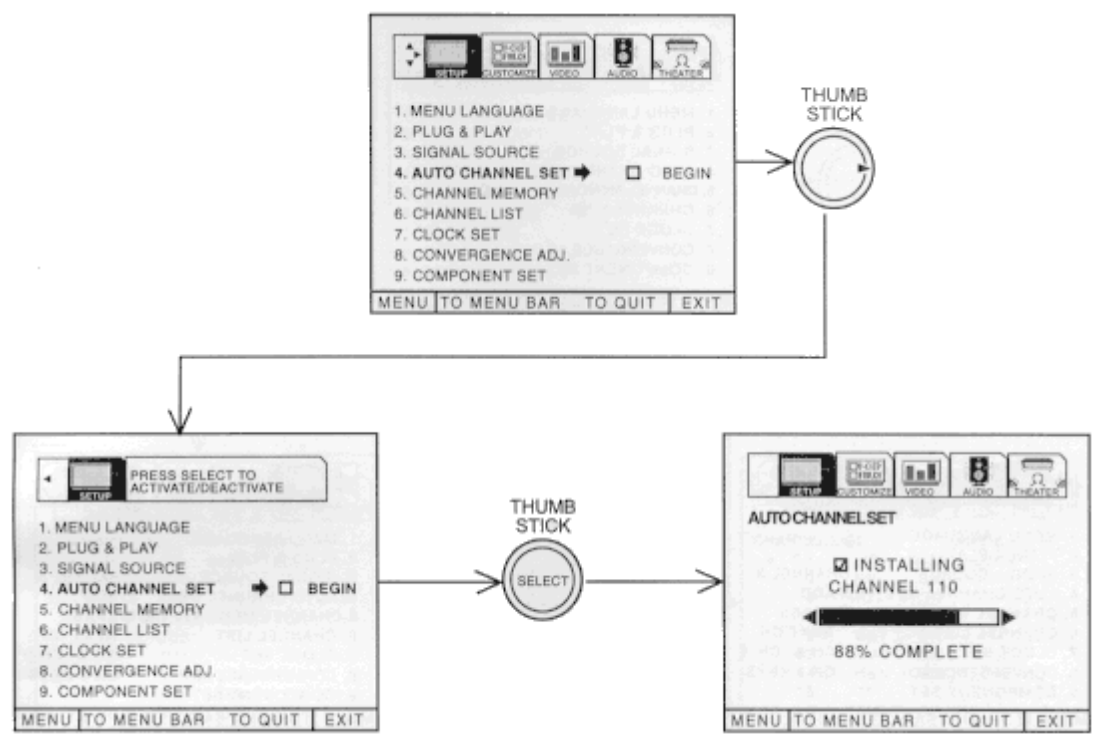 SETUP CUSTOMIZE VIDEO AUDIO THEATER
1. MENU LANGUAGE
2. PLUG & PLAY
3. SIGNAL SOURCE
4. AUTO CHANNEL SET ➡ ☐ BEGIN
5. CHANNEL MEMORY
6. CHANNEL LIST
7. CLOCK SET
8. CONVERGENCE ADJ.
9. COMPONENT SET
MENU TO MENU BAR TO QUIT EXIT
THUMB
STICK
SETUP
PRESS SELECT TO
ACTIVATE/DEACTIVATE
1. MENU LANGUAGE
2. PLUG & PLAY
3. SIGNAL SOURCE
4. AUTO CHANNEL SET ➡ ☐ BEGIN
5. CHANNEL MEMORY
6. CHANNEL LIST
7. CLOCK SET
8. CONVERGENCE ADJ.
9. COMPONENT SET
MENU TO MENU BAR TO QUIT EXIT
THUMB
STICK
SELECT
SETUP CUSTOMIZE VIDEO AUDIO THEATER
AUTO CHANNEL SET
☑ INSTALLING
CHANNEL 110
88% COMPLETE
MENU TO MENU BAR TO QUIT EXIT